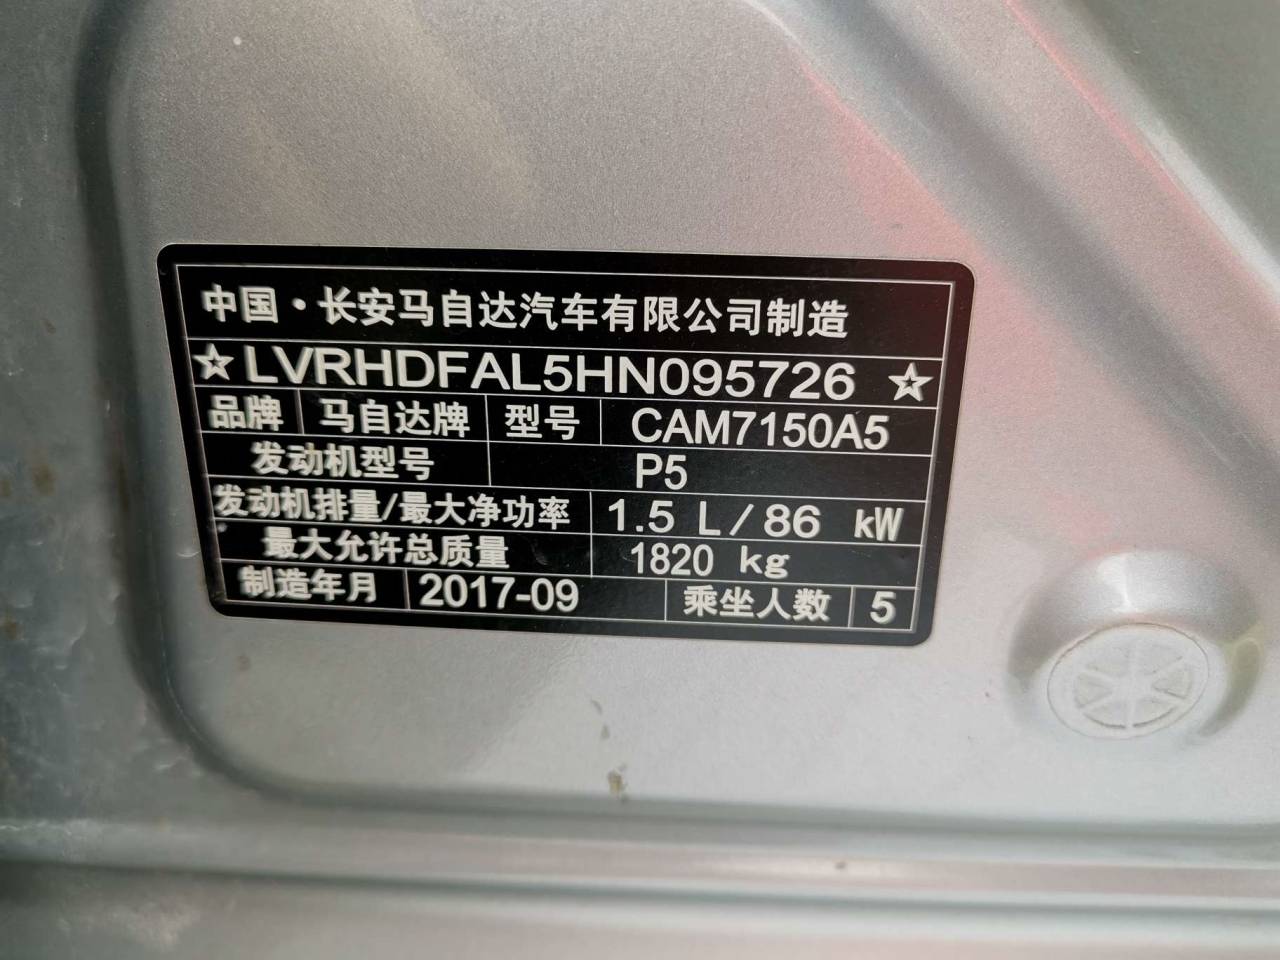 中国·长安马自达汽车有限公司制造
☆LVRHDFAL5HN095726☆
品牌 马自达牌 型号 CAM7150A5
发动机型号 P5
发动机排量/最大净功率 1.5 L/86 kW
最大允许总质量 1820 kg
制造年月 2017-09 乘坐人数 5